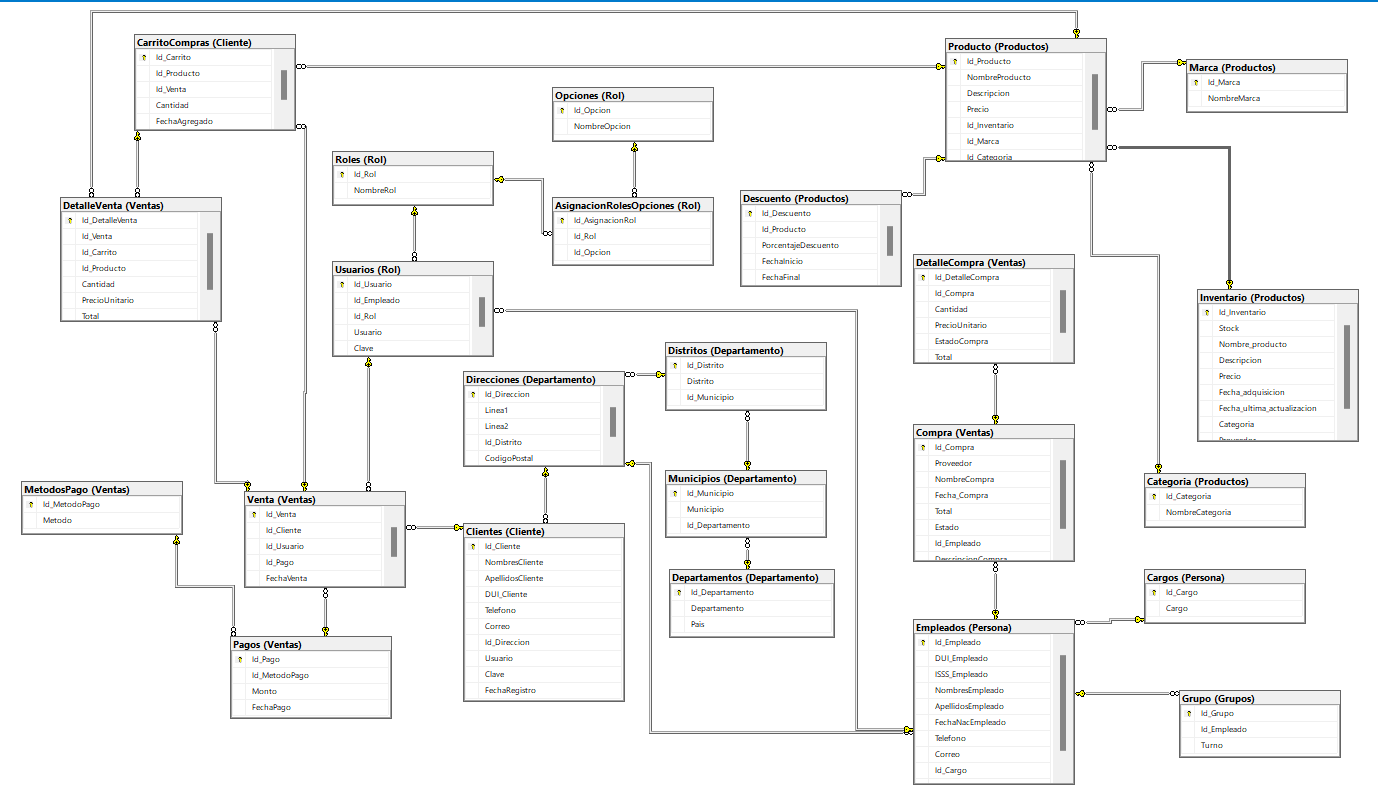 CarritoCompras (Cliente)
Id_Carrito
Id_Producto
Id_Venta
Cantidad
FechaAgregado
Producto (Productos)
Id_Producto
NombreProducto
Descripcion
Precio
Id_Inventario
Id_Marca
Id_Categoria
Marca (Productos)
Id_Marca
NombreMarca
Opciones (Rol)
Id_Opcion
NombreOpcion
Roles (Rol)
Id_Rol
NombreRol
DetalleVenta (Ventas)
Id_DetalleVenta
Id_Venta
Id_Carrito
Id_Producto
Cantidad
PrecioUnitario
Total
AsignacionRolesOpciones (Rol)
Id_AsignacionRol
Id_Rol
Id_Opcion
Descuento (Productos)
Id_Descuento
Id_Producto
PorcentajeDescuento
FechaInicio
FechaFinal
Usuarios (Rol)
Id_Usuario
Id_Empleado
Id_Rol
Usuario
Clave
DetalleCompra (Ventas)
Id_DetalleCompra
Id_Compra
Cantidad
PrecioUnitario
EstadoCompra
Total
Inventario (Productos)
Id_Inventario
Stock
Nombre_producto
Descripcion
Precio
Fecha_adquisicion
Fecha_ultima_actualizacion
Categoria
Proveedor
Distritos (Departamento)
Id_Distrito
Distrito
Id_Municipio
Direcciones (Departamento)
Id_Direccion
Linea1
Linea2
Id_Distrito
CodigoPostal
Compra (Ventas)
Id_Compra
Proveedor
NombreCompra
Fecha_Compra
Total
Estado
Id_Empleado
DescripcionCompra
MetodosPago (Ventas)
Id_MetodoPago
Metodo
Venta (Ventas)
Id_Venta
Id_Cliente
Id_Usuario
Id_Pago
FechaVenta
Municipios (Departamento)
Id_Municipio
Municipio
Id_Departamento
Categoria (Productos)
Id_Categoria
NombreCategoria
Clientes (Cliente)
Id_Cliente
NombresCliente
ApellidosCliente
DUI_Cliente
Telefono
Correo
Id_Direccion
Usuario
Clave
FechaRegistro
Departamentos (Departamento)
Id_Departamento
Departamento
Pais
Cargos (Persona)
Id_Cargo
Cargo
Pagos (Ventas)
Id_Pago
Id_MetodoPago
Monto
FechaPago
Empleados (Persona)
Id_Empleado
DUI_Empleado
ISSS_Empleado
NombresEmpleado
ApellidosEmpleado
FechaNacEmpleado
Telefono
Correo
Id_Cargo
Grupo (Grupos)
Id_Grupo
Id_Empleado
Turno